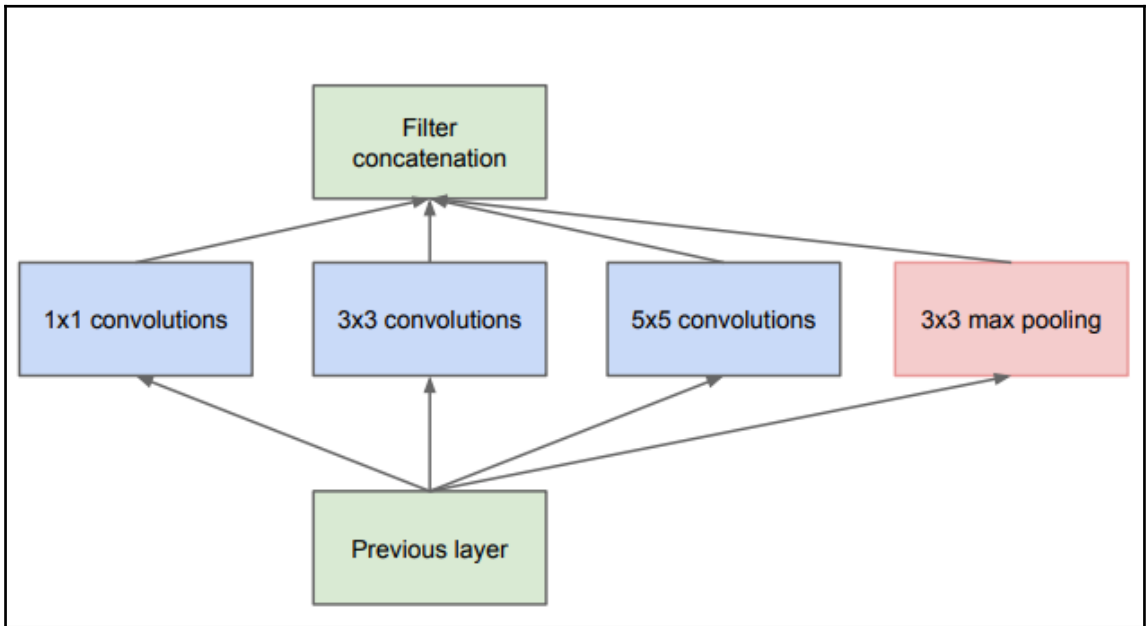 Filter
concatenation
1x1 convolutions
3x3 convolutions
5x5 convolutions
3x3 max pooling
Previous layer